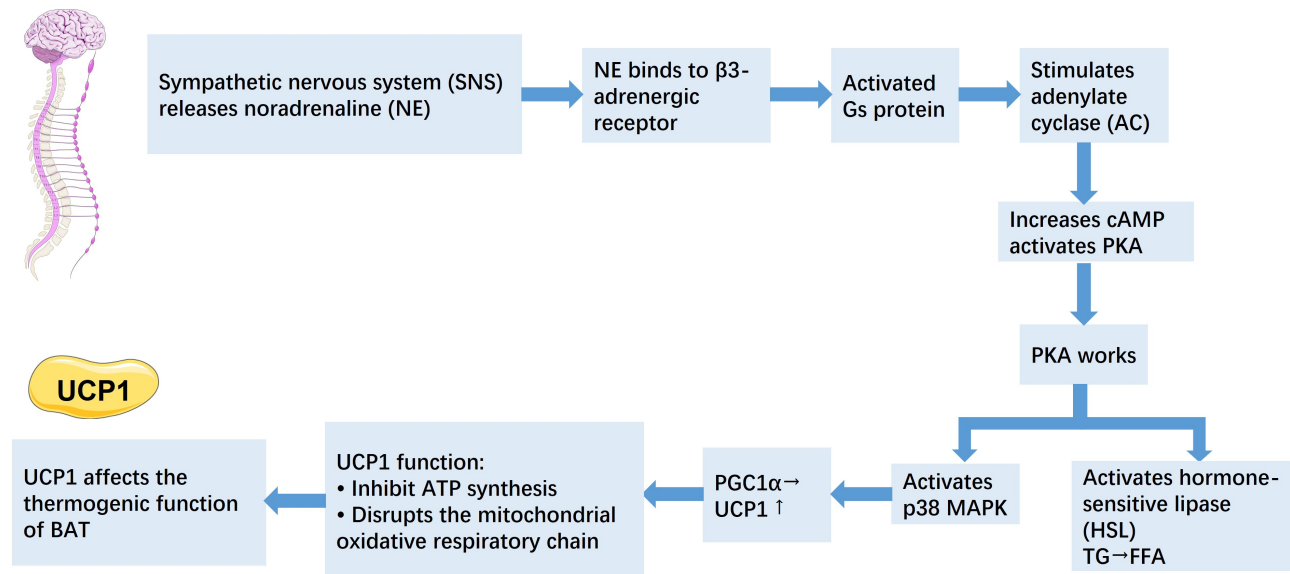 Sympathetic nervous system (SNS)
releases noradrenaline (NE)
NE binds to β3-
adrenergic
receptor
Activated
Gs protein
Stimulates
adenylate
cyclase (AC)
Increases cAMP
activates PKA
PKA works
Activates hormone-
sensitive lipase
(HSL)
TG→FFA
Activates
p38 MAPK
PGC1α→
UCP1 ↑
UCP1 function:
• Inhibit ATP synthesis
• Disrupts the mitochondrial
oxidative respiratory chain
UCP1
UCP1 affects the
thermogenic function
of BAT